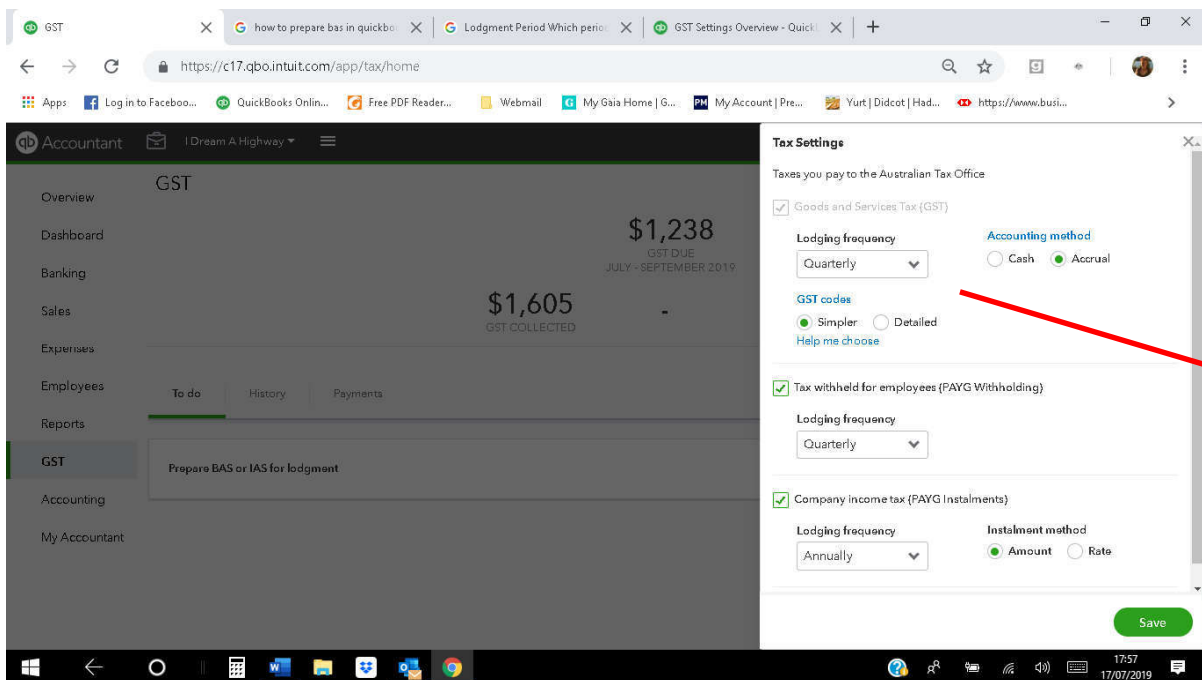 GST
how to prepare bas in quickbo
Lodgment Period Which perio
GST Settings Overview - Quick
https://c17.qbo.intuit.com/app/tax/home
Apps
Log in to Faceboo...
QuickBooks Onlin...
Free PDF Reader...
Webmail
My Gaia Home | G...
My Account | Pre...
Yurt | Didcot | Had...
https://www.busi...
qb Accountant
I Dream A Highway
Overview
Dashboard
Banking
Sales
Expenses
Employees
Reports
GST
Accounting
My Accountant
GST
$1,238
GST DUE
JULY - SEPTEMBER 2019
$1,605
GST COLLECTED
-
To do
History
Payments
Prepare BAS or IAS for lodgment
Tax Settings
Taxes you pay to the Australian Tax Office
Goods and Services Tax (GST)
Lodging frequency
Quarterly
Accounting method
Cash
Accrual
GST codes
Simpler
Detailed
Help me choose
Tax withheld for employees (PAYG Withholding)
Lodging frequency
Quarterly
Company income tax (PAYG Instalments)
Lodging frequency
Annually
Instalment method
Amount
Rate
Save
17:57
17/07/2019